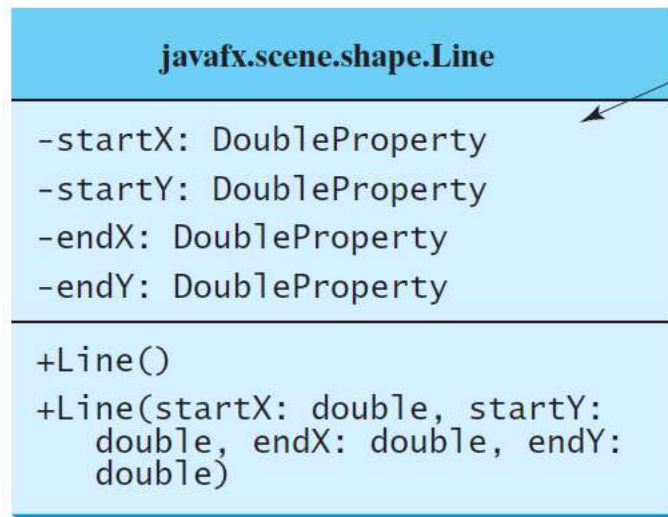 javafx.scene.shape.Line
-startX: DoubleProperty
-startY: DoubleProperty
-endX: DoubleProperty
-endY: DoubleProperty
+Line()
+Line(startX: double, startY:
double, endX: double, endY:
double)